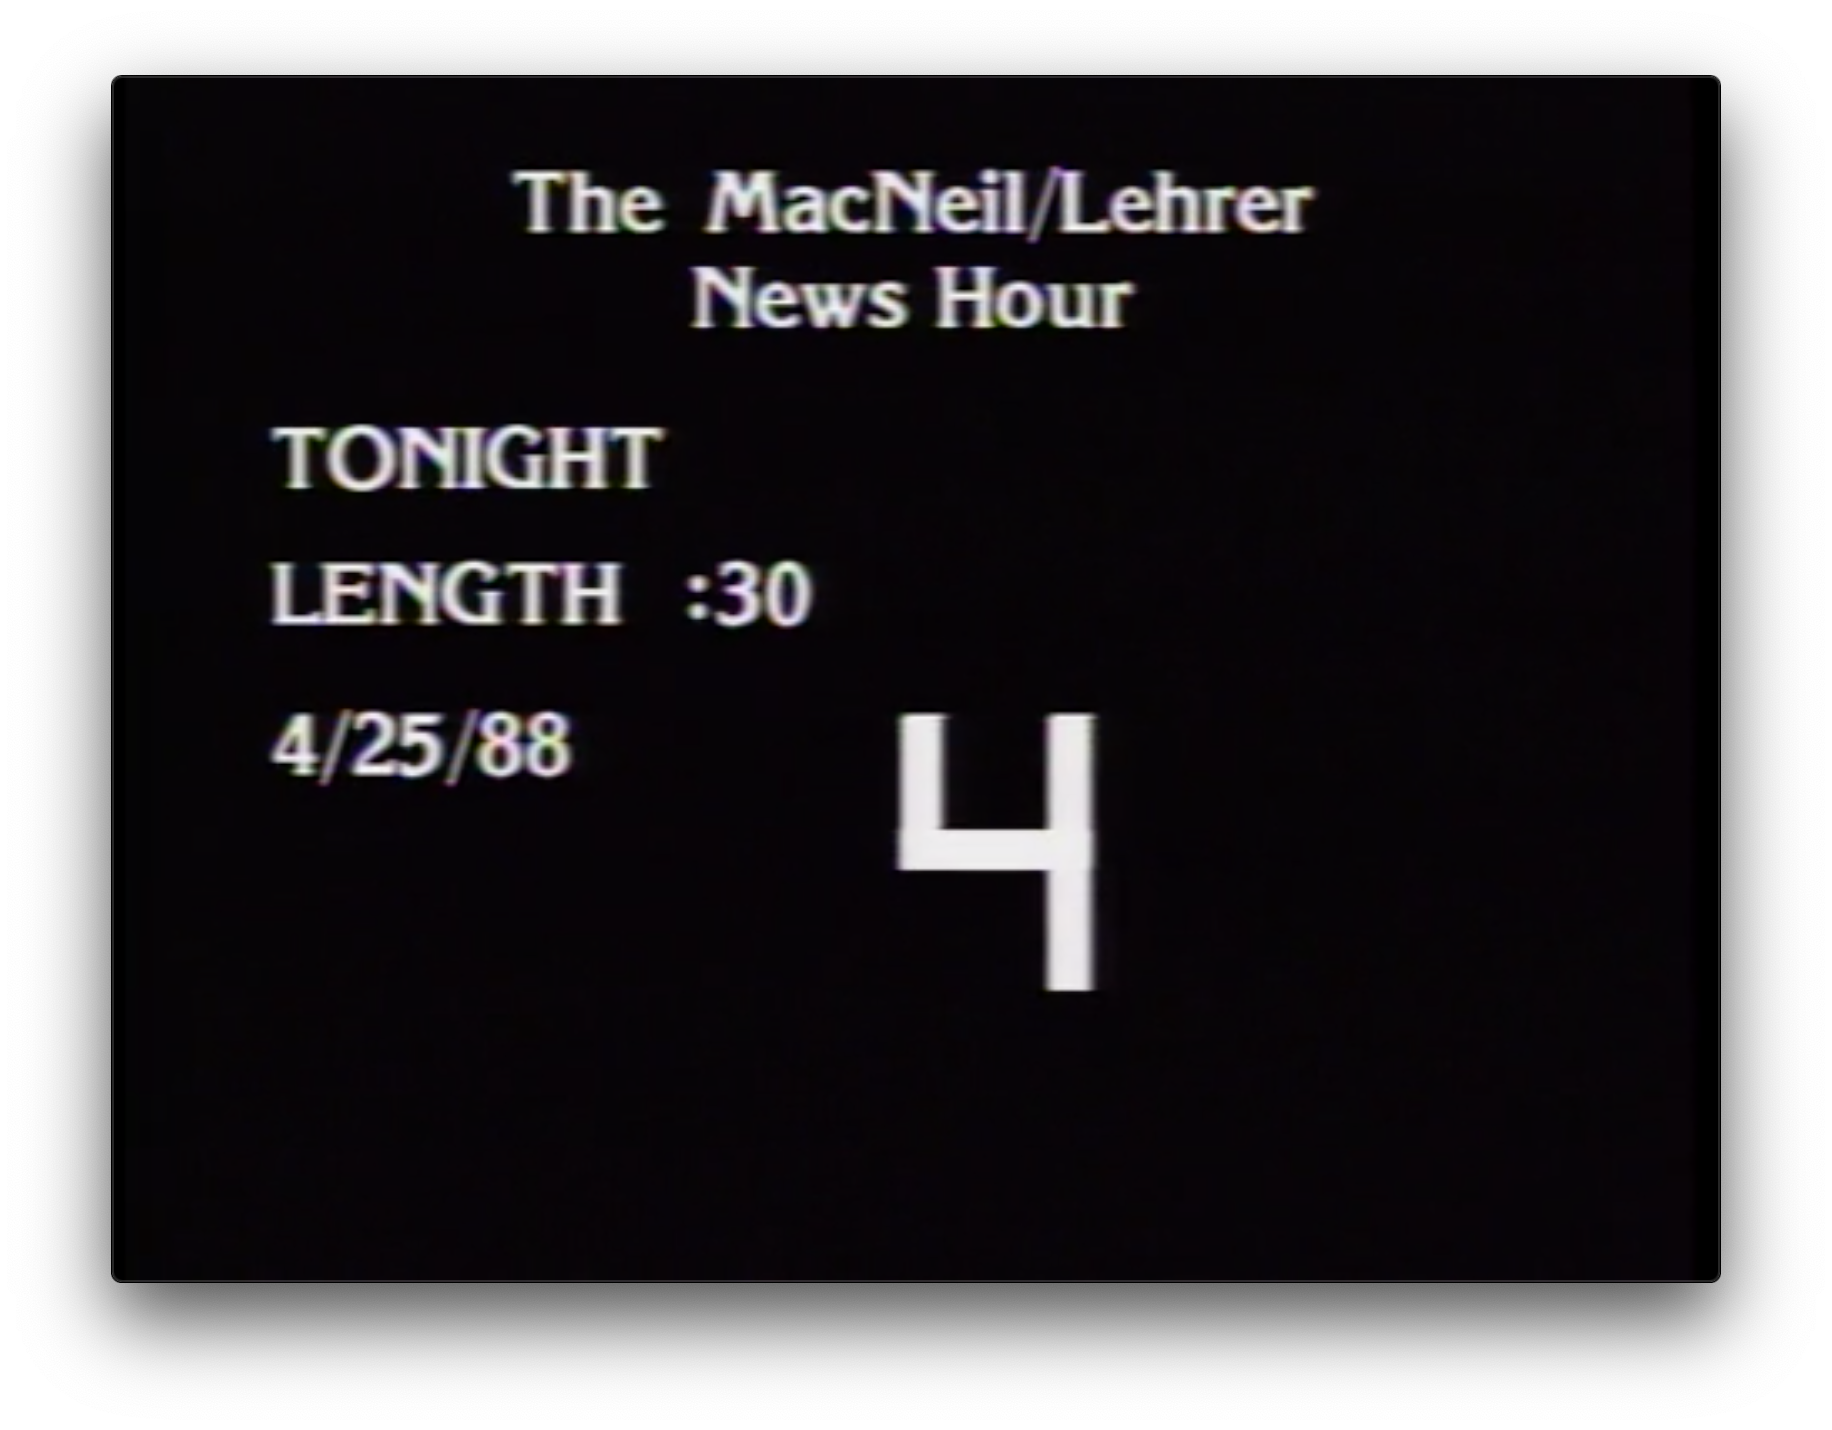 The MacNeil/Lehrer
News Hour
TONIGHT
LENGTH :30
4/25/88
4